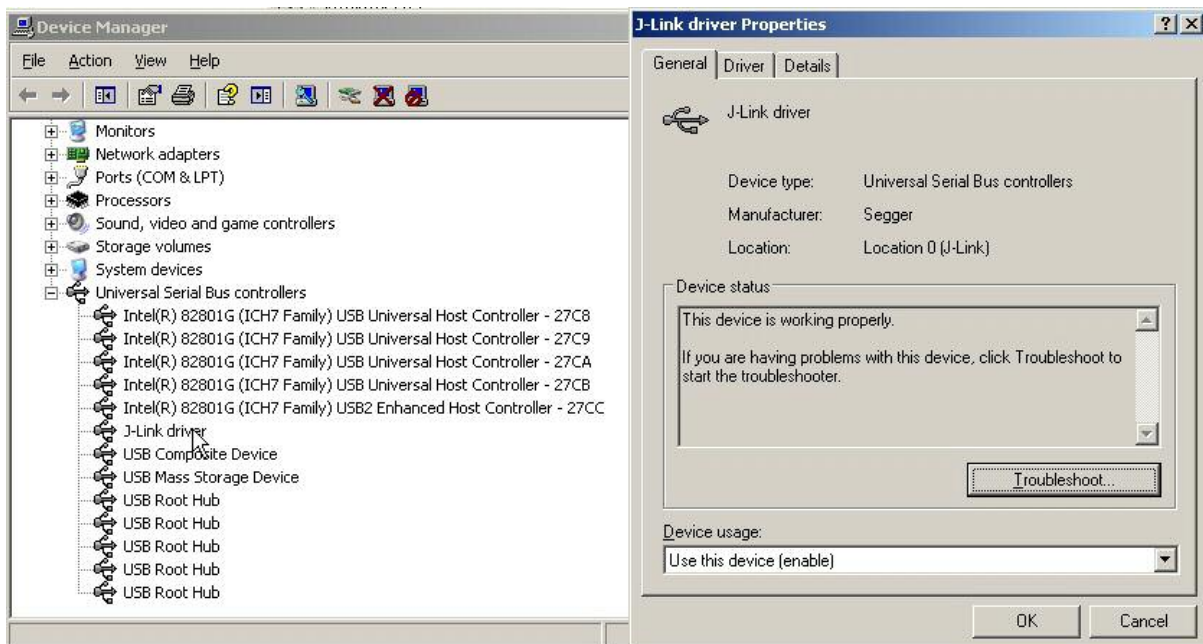 Device Manager
File Action View Help
Monitors
Network adapters
Ports (COM & LPT)
Processors
Sound, video and game controllers
Storage volumes
System devices
Universal Serial Bus controllers
Intel(R) 82801G (ICH7 Family) USB Universal Host Controller - 27C8
Intel(R) 82801G (ICH7 Family) USB Universal Host Controller - 27C9
Intel(R) 82801G (ICH7 Family) USB Universal Host Controller - 27CA
Intel(R) 82801G (ICH7 Family) USB Universal Host Controller - 27CB
Intel(R) 82801G (ICH7 Family) USB2 Enhanced Host Controller - 27CC
J-Link driver
USB Composite Device
USB Mass Storage Device
USB Root Hub
USB Root Hub
USB Root Hub
USB Root Hub
USB Root Hub
J-Link driver Properties
General Driver Details
J-Link driver
Device type: Universal Serial Bus controllers
Manufacturer: Segger
Location: Location 0 (J-Link)
Device status
This device is working properly.
If you are having problems with this device, click Troubleshoot to
start the troubleshooter.
Troubleshoot...
Device usage:
Use this device (enable)
OK Cancel